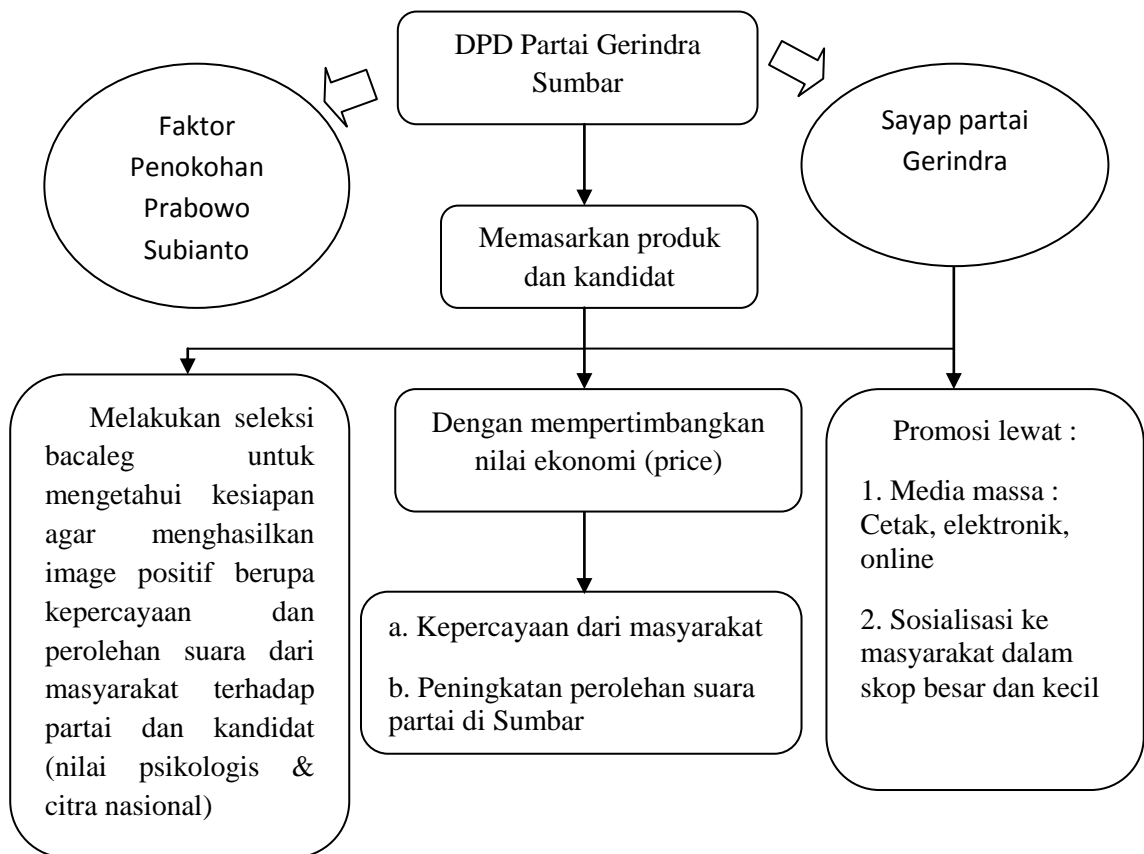 DPD Partai Gerindra
Sumbar
Faktor
Penokohan
Prabowo
Subianto
Sayap partai
Gerindra
Memasarkan produk
dan kandidat
Melakukan seleksi
bacaleg untuk
mengetahui kesiapan
agar menghasilkan
image positif berupa
kepercayaan dan
perolehan suara dari
masyarakat terhadap
partai dan kandidat
(nilai psikologis &
citra nasional)
Dengan mempertimbangkan
nilai ekonomi (price)
a. Kepercayaan dari masyarakat
b. Peningkatan perolehan suara
partai di Sumbar
Promosi lewat :
1. Media massa :
Cetak, elektronik,
online
2. Sosialisasi ke
masyarakat dalam
skop besar dan kecil